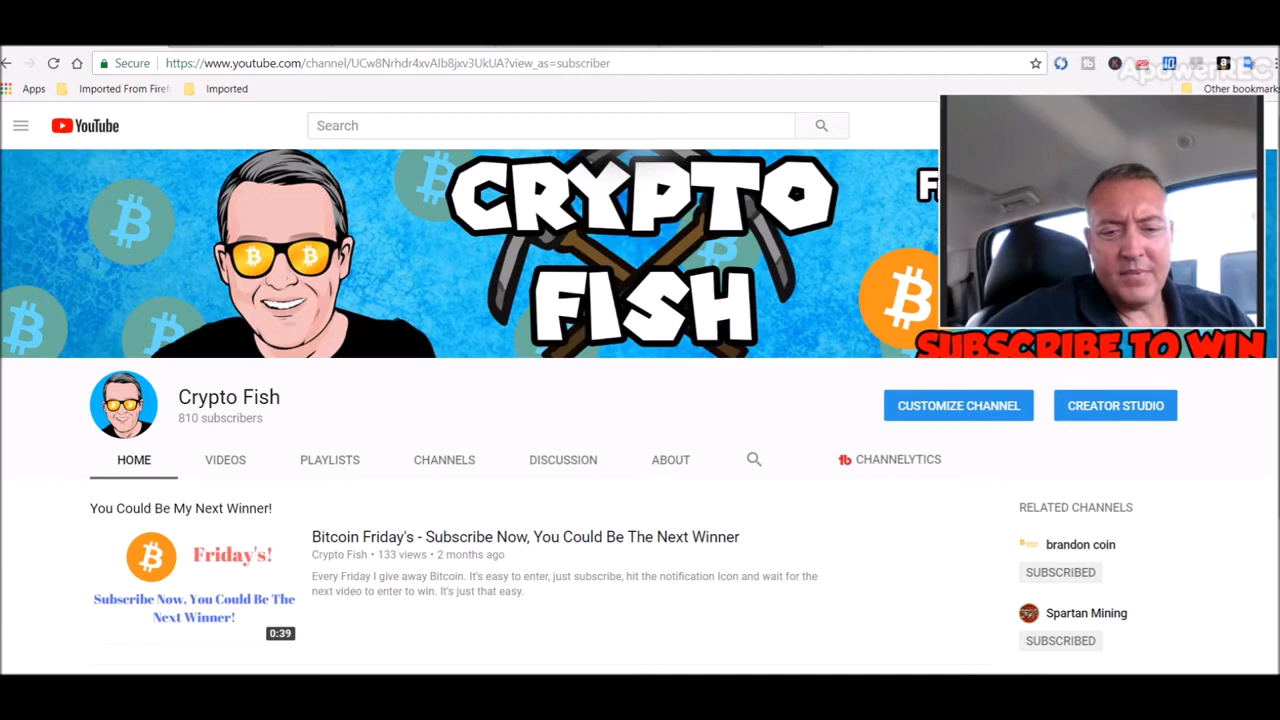 ApowerREC
Secure https://www.youtube.com/channel/UCw8Nrhdr4xvAIb8jxv3UkUA?view_as=subscriber
Apps Imported From Firef Imported Other bookmarks
YouTube Search
CRYPTO
FISH
F
SUBSCRIBE TO WIN
Crypto Fish
810 subscribers
CUSTOMIZE CHANNEL CREATOR STUDIO
HOME VIDEOS PLAYLISTS CHANNELS DISCUSSION ABOUT CHANNELYTICS
You Could Be My Next Winner!
RELATED CHANNELS
Friday's!
Subscribe Now, You Could Be The
Next Winner!
0:39
Bitcoin Friday's - Subscribe Now, You Could Be The Next Winner
Crypto Fish • 133 views • 2 months ago
Every Friday I give away Bitcoin. It's easy to enter, just subscribe, hit the notification Icon and wait for the
next video to enter to win. It's just that easy.
brandon coin
SUBSCRIBED
Spartan Mining
SUBSCRIBED